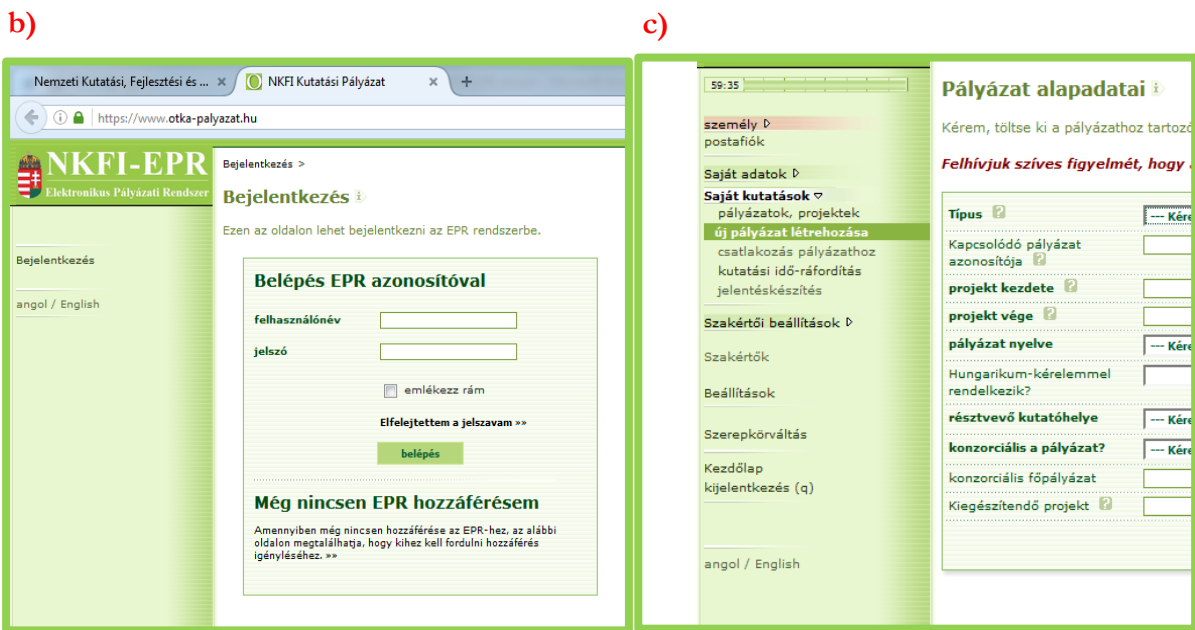 b)
Nemzeti Kutatási, Fejlesztési és ...
NKFI Kutatási Pályázat
https://www.otka-palyazat.hu
NKFI-EPR
Elektronikus Pályázati Rendszer
Bejelentkezés
angol / English
Bejelentkezés >
Bejelentkezés
Ezen az oldalon lehet bejelentkezni az EPR rendszerbe.
Belépés EPR azonosítóval
felhasználónév
jelszó
emlékezz rám
Elfelejtettem a jelszavam »»
belépés
Még nincsen EPR hozzáférésem
Amennyiben még nincsen hozzáférése az EPR-hez, az alábbi
oldalon megtalálhatja, hogy kihez kell fordulni hozzáférés
igényléséhez. »»
c)
59:35
személy
postafiók
Saját adatok
Saját kutatások
pályázatok, projektek
új pályázat létrehozása
csatlakozás pályázathoz
kutatási idő-ráfordítás
jelentéskészítés
Szakértői beállítások
Szakértők
Beállítások
Szerepkörváltás
Kezdőlap
kijelentkezés (q)
angol / English
Pályázat alapadatai
Kérem, töltse ki a pályázathoz tartozó
Felhívjuk szíves figyelmét, hogy
Típus --- Kére
Kapcsolódó pályázat
azonosítója
projekt kezdete
projekt vége
pályázat nyelve --- Kére
Hungarikum-kérelemmel
rendelkezik?
résztvevő kutatóhelye --- Kére
konzorciális a pályázat? --- Kére
konzorciális főpályázat
Kiegészítendő projekt